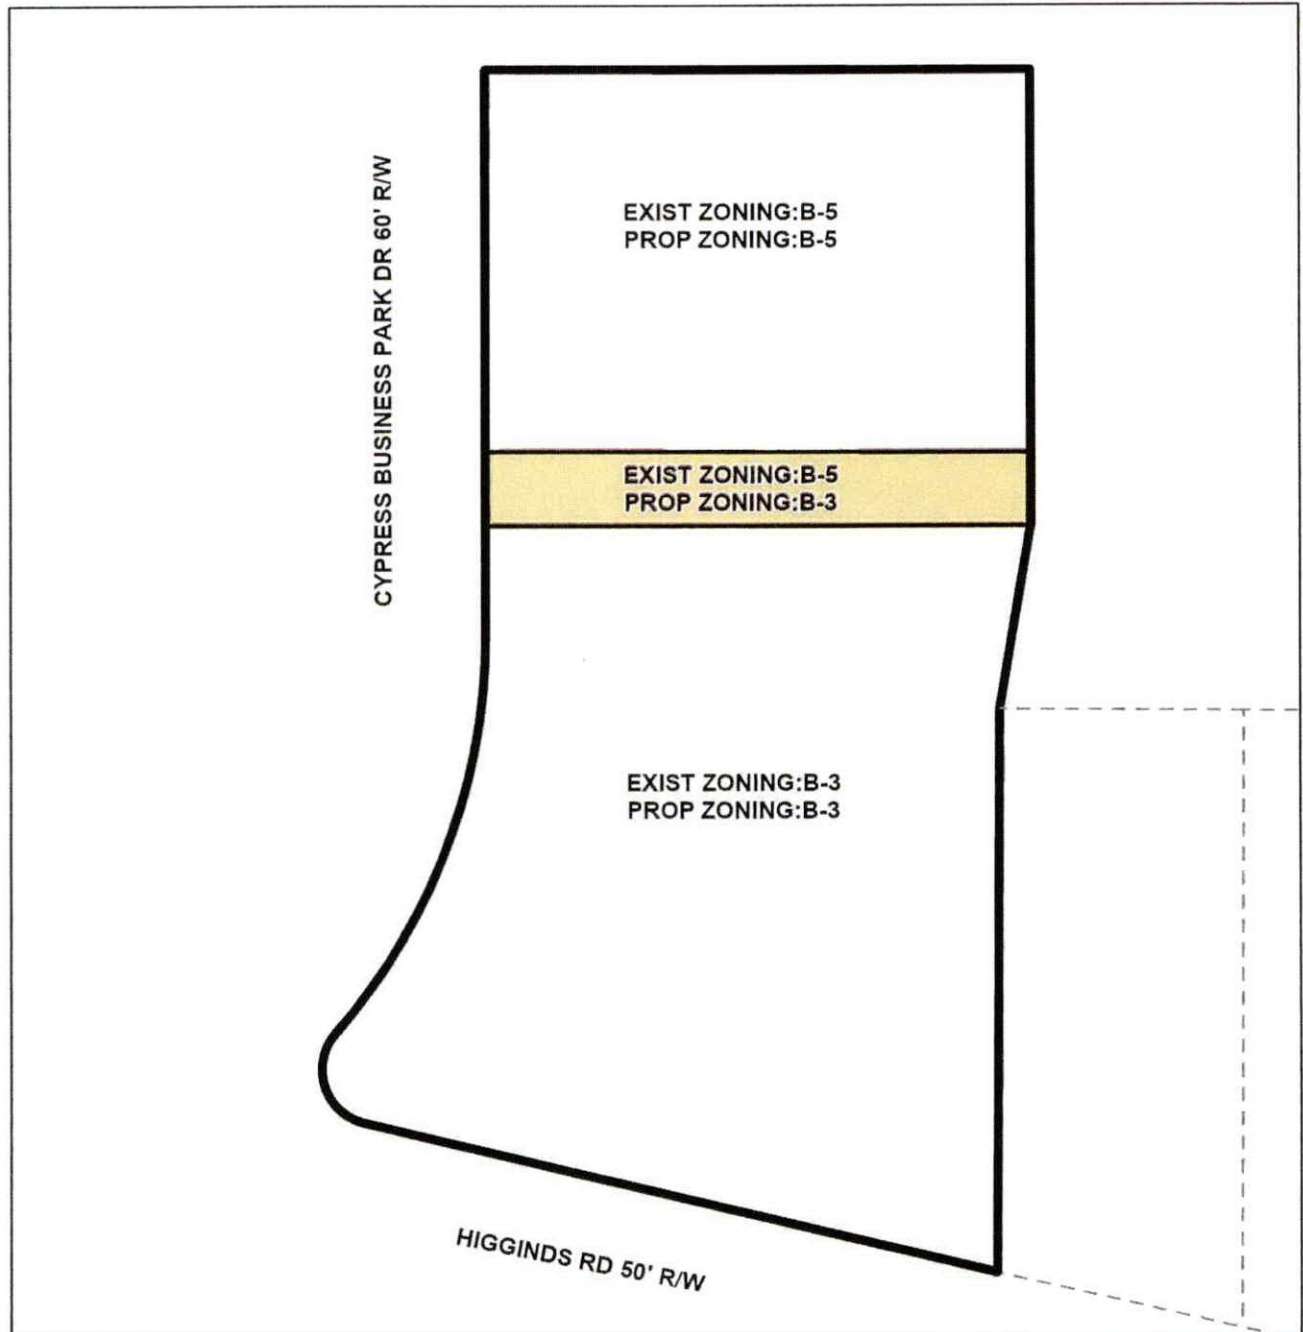 CYPRESS BUSINESS PARK DR 60' R/W
EXIST ZONING:B-5
PROP ZONING:B-5
EXIST ZONING:B-5
PROP ZONING:B-3
EXIST ZONING:B-3
PROP ZONING:B-3
HIGGINDS RD 50' R/W